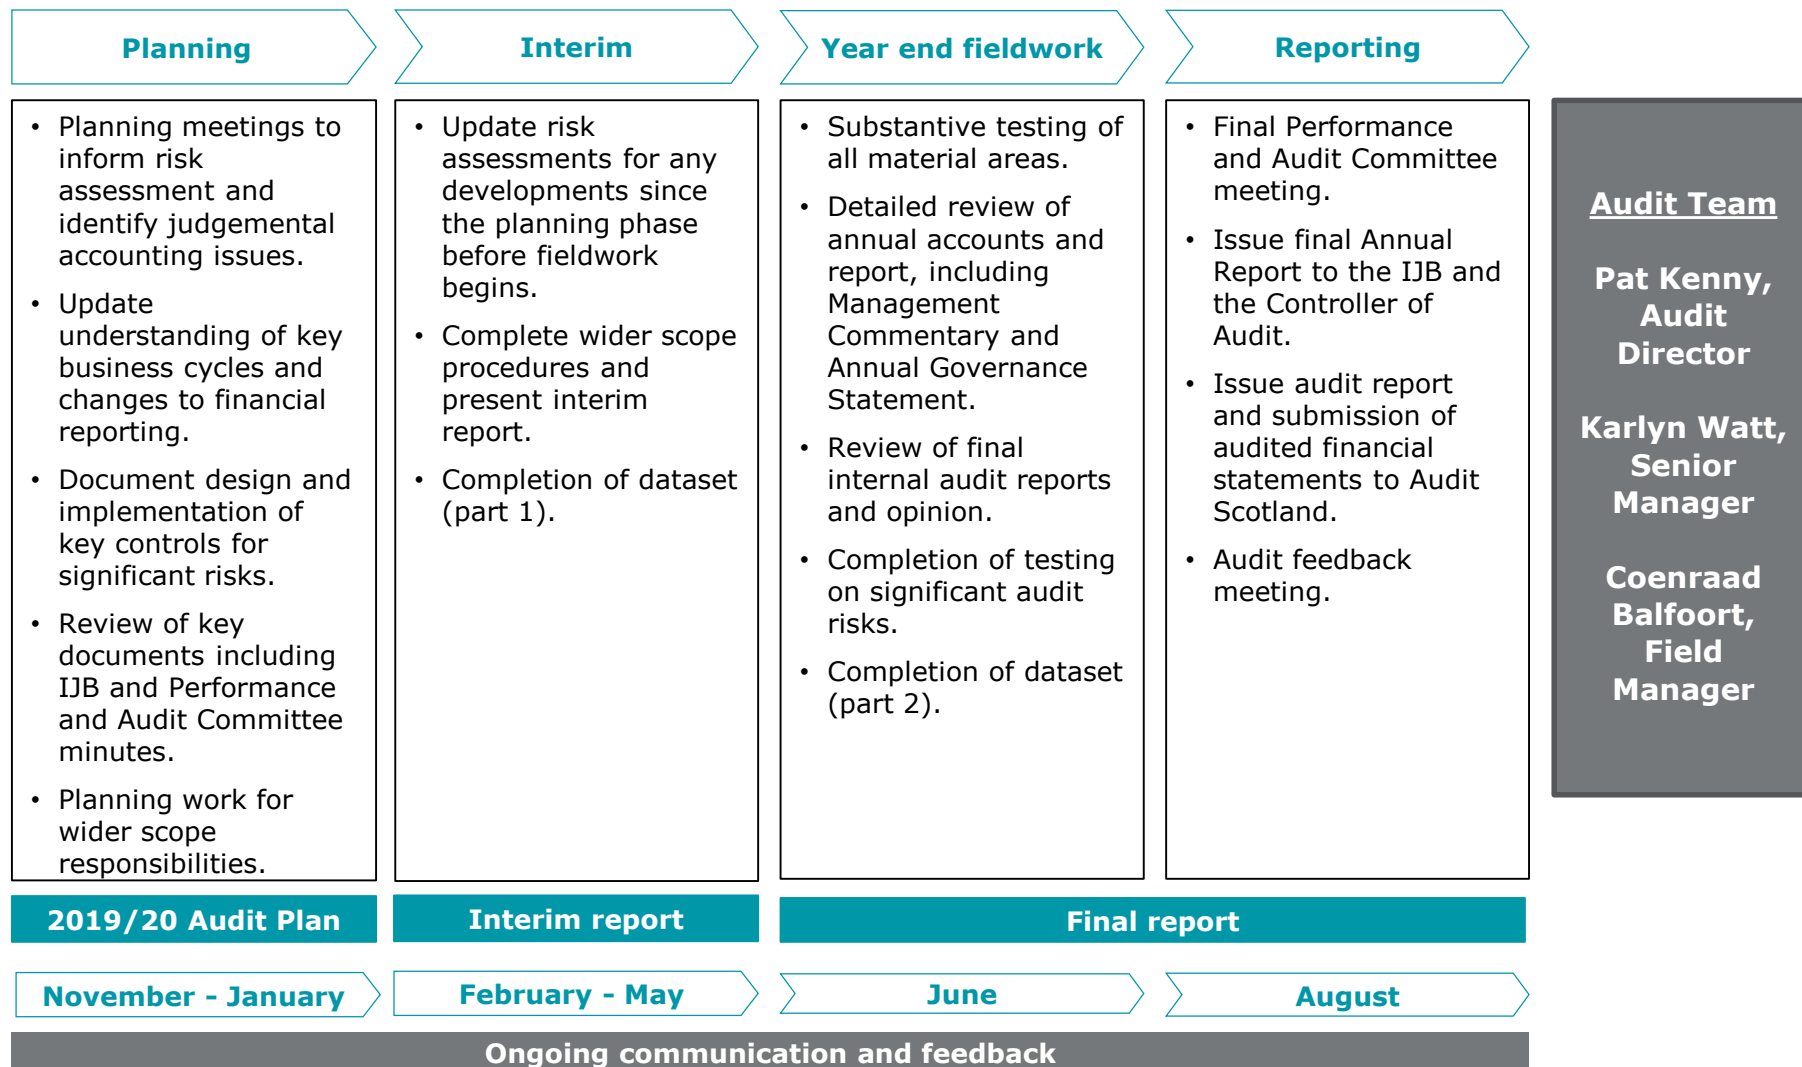 Planning
Interim
Year end fieldwork
Reporting
• Planning meetings to
inform risk
assessment and
identify judgemental
accounting issues.
• Update
understanding of key
business cycles and
changes to financial
reporting.
• Document design and
implementation of
key controls for
significant risks.
• Review of key
documents including
IJB and Performance
and Audit Committee
minutes.
• Planning work for
wider scope
responsibilities.
• Update risk
assessments for any
developments since
the planning phase
before fieldwork
begins.
• Complete wider scope
procedures and
present interim
report.
• Completion of dataset
(part 1).
• Substantive testing of
all material areas.
• Detailed review of
annual accounts and
report, including
Management
Commentary and
Annual Governance
Statement.
• Review of final
internal audit reports
and opinion.
• Completion of testing
on significant audit
risks.
• Completion of dataset
(part 2).
• Final Performance
and Audit Committee
meeting.
• Issue final Annual
Report to the IJB and
the Controller of
Audit.
• Issue audit report
and submission of
audited financial
statements to Audit
Scotland.
• Audit feedback
meeting.
Audit Team
Pat Kenny,
Audit
Director
Karlyn Watt,
Senior
Manager
Coenraad
Balfoort,
Field
Manager
2019/20 Audit Plan
Interim report
Final report
November - January
February - May
June
August
Ongoing communication and feedback